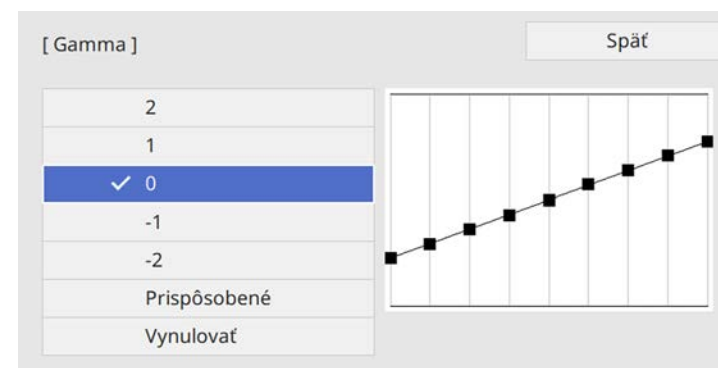 [ Gamma ]
Späť
2
1
0
-1
-2
Prispôsobené
Vynulovať